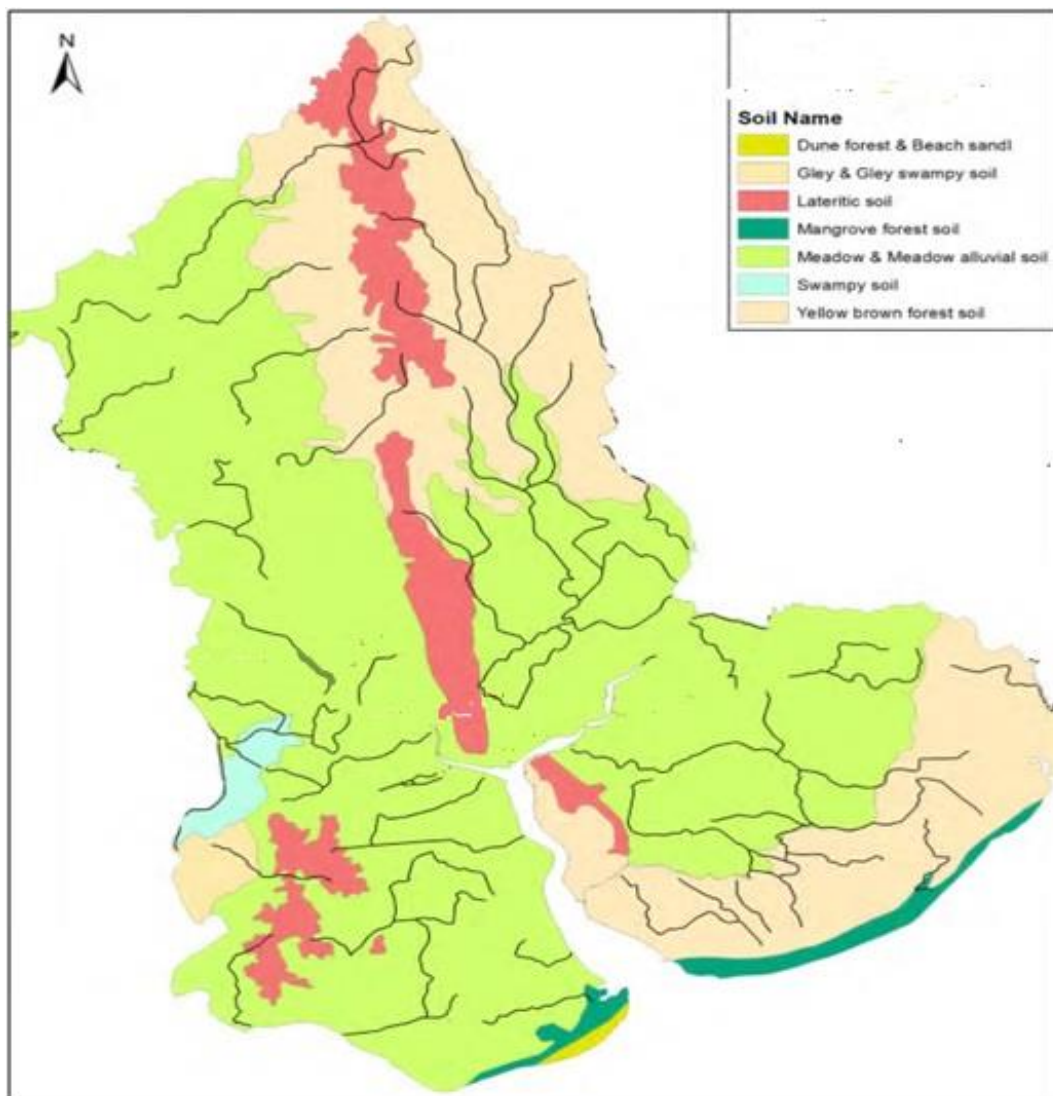 N
Soil Name
Dune forest & Beach sandl
Gley & Gley swampy soil
Lateritic soil
Mangrove forest soil
Meadow & Meadow alluvial soil
Swampy soil
Yellow brown forest soil